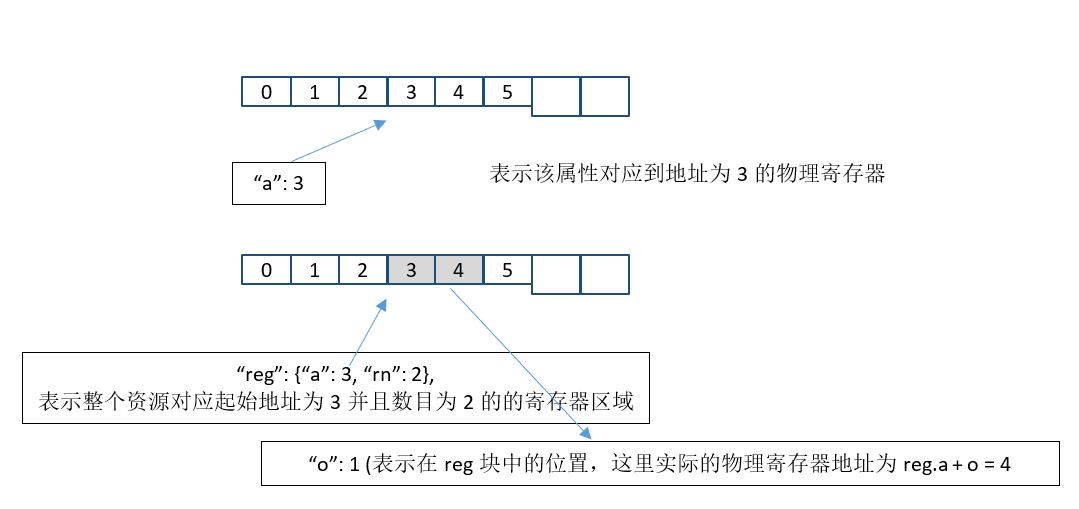 0 1 2 3 4 5
“a”: 3
表示该属性对应到地址为 3 的物理寄存器
0 1 2 3 4 5
“reg”: {“a”: 3, “rn”: 2},
表示整个资源对应起始地址为 3 并且数目为 2 的的寄存器区域
“o”: 1 (表示在 reg 块中的位置，这里实际的物理寄存器地址为 reg.a + o = 4